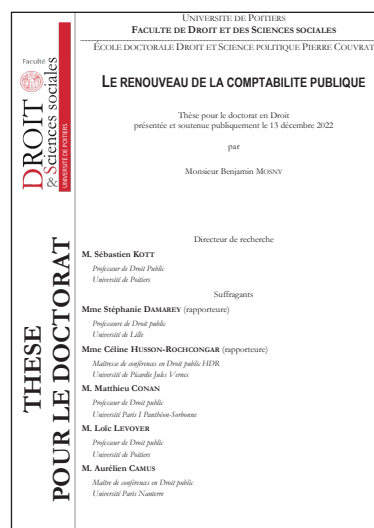 UNIVERSITE DE POITIERS
FACULTE DE DROIT ET DES SCIENCES SOCIALES
ÉCOLE DOCTORALE DROIT ET SCIENCE POLITIQUE PIERRE COUVRAT
LE RENOUVEAU DE LA COMPTABILITE PUBLIQUE
Thèse pour le doctorat en Droit
présentée et soutenue publiquement le 13 décembre 2022
par
Monsieur Benjamin MOSNY
Directeur de recherche
M. Sébastien KOTT
Professeur de Droit Public
Université de Poitiers
Suffragants
Mme Stéphanie DAMAREY (rapporteure)
Professeure de Droit public
Université de Lille
Mme Céline HUSSON-ROCHCONGAR (rapporteure)
Maîtresse de conférences en Droit public HDR
Université de Picardie Jules Vernes
M. Matthieu CONAN
Professeur de Droit public
Université Paris I Panthéon-Sorbonne
M. Loïc LEVOYER
Professeur de Droit public
Université de Poitiers
M. Aurélien CAMUS
Maître de conférences en Droit public
Université Paris Nanterre
Faculté
DROIT
& Sciences sociales
UNIVERSITÉ DE POITIERS
THESE
POUR LE DOCTORAT